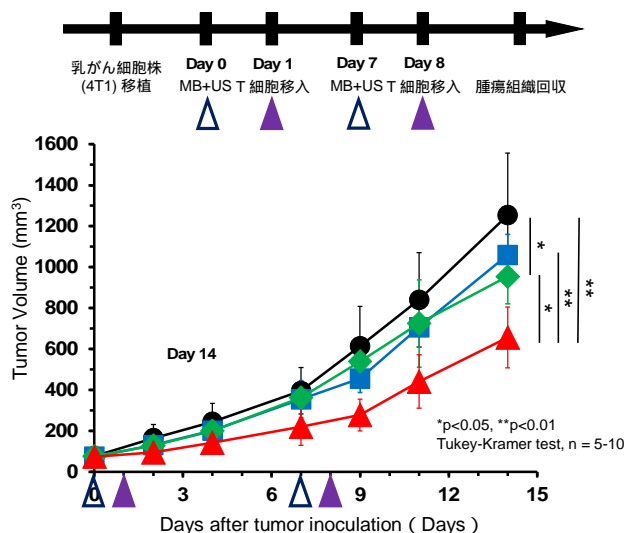 Day 0 Day 1 Day 7 Day 8
乳がん細胞株
(4T1) 移植
MB+US T 細胞移入 MB+US T 細胞移入 腫瘍組織回収
Tumor Volume (mm³)
1600
1400
1200
1000
800
600
400
200
0
Day 14
*
*
**
**
*p<0.05, **p<0.01
Tukey-Kramer test, n = 5-10
0 3 6 9 12 15
Days after tumor inoculation ( Days )